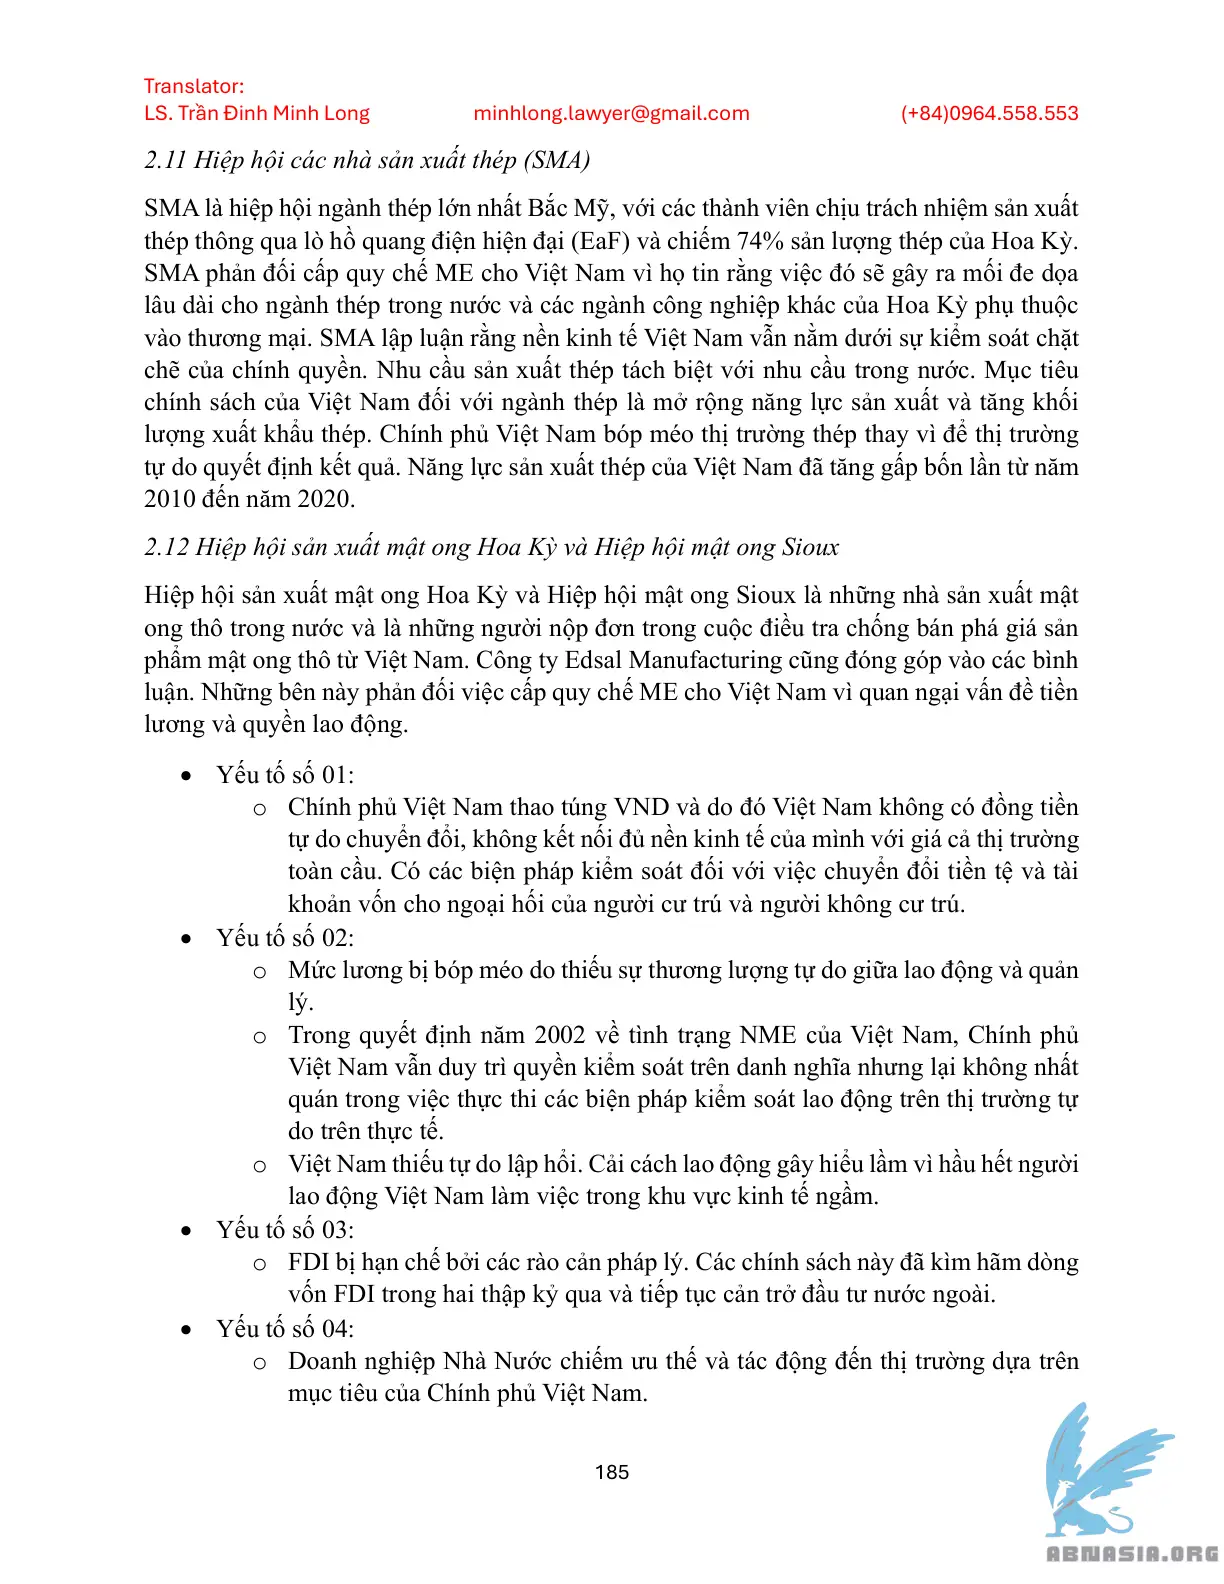 Translator:
LS. Trần Đinh Minh Long minhlong.lawyer@gmail.com (+84)0964.558.553
2.11 Hiệp hội các nhà sản xuất thép (SMA)
SMA là hiệp hội ngành thép lớn nhất Bắc Mỹ, với các thành viên chịu trách nhiệm sản xuất
thép thông qua lò hồ quang điện hiện đại (EaF) và chiếm 74% sản lượng thép của Hoa Kỳ.
SMA phản đối cấp quy chế ME cho Việt Nam vì họ tin rằng việc đó sẽ gây ra mối đe dọa
lâu dài cho ngành thép trong nước và các ngành công nghiệp khác của Hoa Kỳ phụ thuộc
vào thương mại. SMA lập luận rằng nền kinh tế Việt Nam vẫn nằm dưới sự kiểm soát chặt
chẽ của chính quyền. Nhu cầu sản xuất thép tách biệt với nhu cầu trong nước. Mục tiêu
chính sách của Việt Nam đối với ngành thép là mở rộng năng lực sản xuất và tăng khối
lượng xuất khẩu thép. Chính phủ Việt Nam bóp méo thị trường thép thay vì để thị trường
tự do quyết định kết quả. Năng lực sản xuất thép của Việt Nam đã tăng gấp bốn lần từ năm
2010 đến năm 2020.
2.12 Hiệp hội sản xuất mật ong Hoa Kỳ và Hiệp hội mật ong Sioux
Hiệp hội sản xuất mật ong Hoa Kỳ và Hiệp hội mật ong Sioux là những nhà sản xuất mật
ong thô trong nước và là những người nộp đơn trong cuộc điều tra chống bán phá giá sản
phẩm mật ong thô từ Việt Nam. Công ty Edsal Manufacturing cũng đóng góp vào các bình
luận. Những bên này phản đối việc cấp quy chế ME cho Việt Nam vì quan ngại vấn đề tiền
lương và quyền lao động.
• Yếu tố số 01:
o Chính phủ Việt Nam thao túng VND và do đó Việt Nam không có đồng tiền
tự do chuyển đổi, không kết nối đủ nền kinh tế của mình với giá cả thị trường
toàn cầu. Có các biện pháp kiểm soát đối với việc chuyển đổi tiền tệ và tài
khoản vốn cho ngoại hối của người cư trú và người không cư trú.
• Yếu tố số 02:
o Mức lương bị bóp méo do thiếu sự thương lượng tự do giữa lao động và quản
lý.
o Trong quyết định năm 2002 về tình trạng NME của Việt Nam, Chính phủ
Việt Nam vẫn duy trì quyền kiểm soát trên danh nghĩa nhưng lại không nhất
quán trong việc thực thi các biện pháp kiểm soát lao động trên thị trường tự
do trên thực tế.
o Việt Nam thiếu tự do lập hổi. Cải cách lao động gây hiểu lầm vì hầu hết người
lao động Việt Nam làm việc trong khu vực kinh tế ngầm.
• Yếu tố số 03:
o FDI bị hạn chế bởi các rào cản pháp lý. Các chính sách này đã kìm hãm dòng
vốn FDI trong hai thập kỷ qua và tiếp tục cản trở đầu tư nước ngoài.
• Yếu tố số 04:
o Doanh nghiệp Nhà Nước chiếm ưu thế và tác động đến thị trường dựa trên
mục tiêu của Chính phủ Việt Nam.
185
ABNASIA.ORG